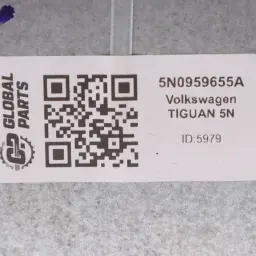 GLOBAL
PARTS
5N0959655A
Volkswagen
TIGUAN 5N
ID:5979